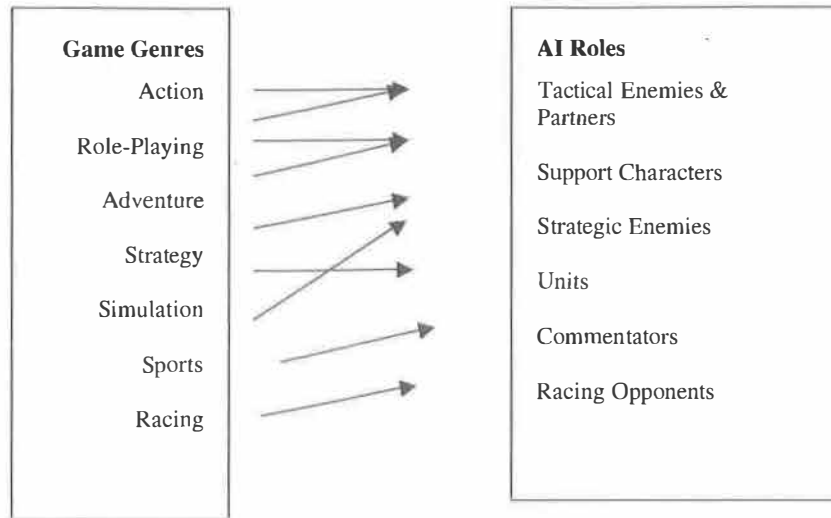 Game Genres
Action
Role-Playing
Adventure
Strategy
Simulation
Sports
Racing
AI Roles
Tactical Enemies &
Partners
Support Characters
Strategic Enemies
Units
Commentators
Racing Opponents